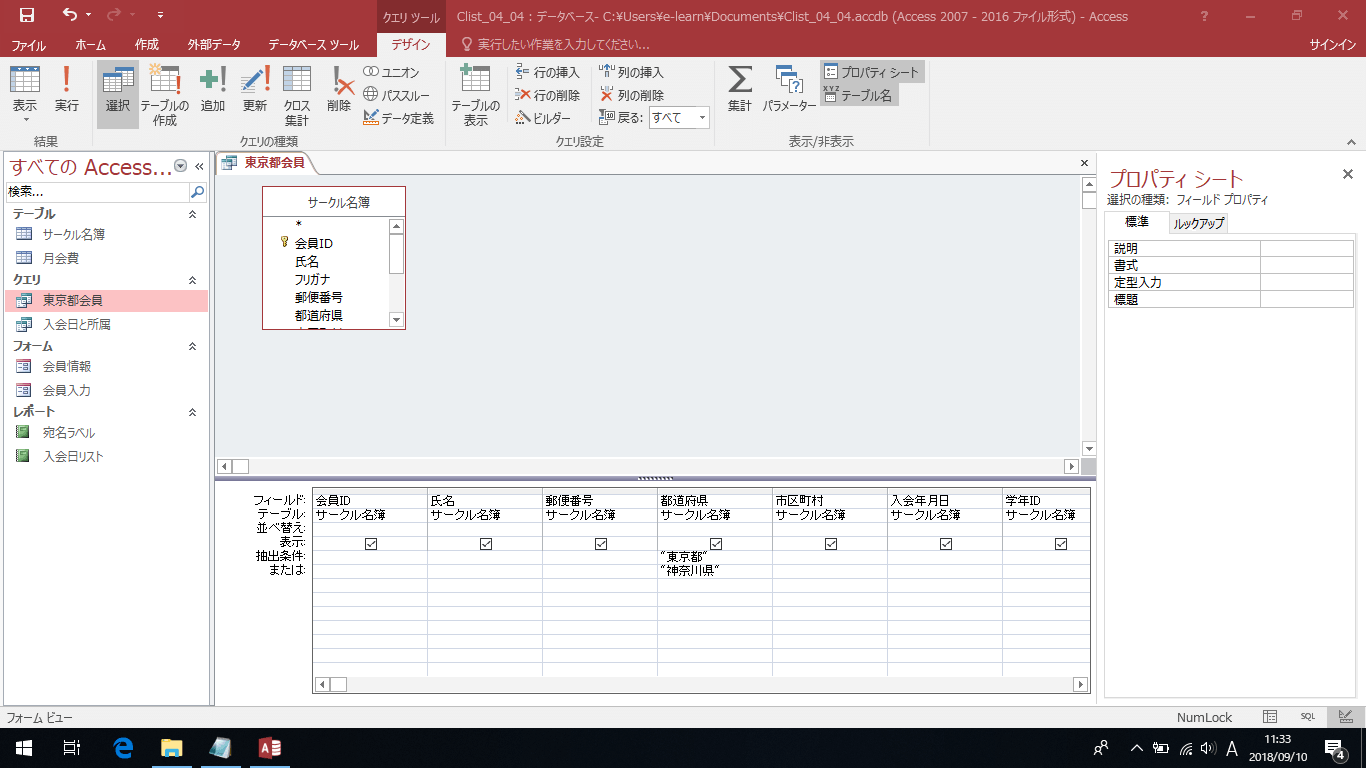 クエリ ツール
Clist_04_04 : データベース- C:¥Users¥e-learn¥Documents¥Clist_04_04.accdb (Access 2007 - 2016 ファイル形式) - Access
?
ファイル ホーム 作成 外部データ データベース ツール デザイン 実行したい作業を入力してください... サインイン
表示 実行 選択 テーブルの作成 追加 更新 クロス集計 削除
ユニオン
パススルー
データ定義
テーブルの表示
行の挿入
行の削除
ビルダー
列の挿入
列の削除
戻る: すべて
集計 パラメーター
プロパティ シート
XYZ テーブル名
結果 クエリの種類 クエリ設定 表示/非表示
すべての Access...
検索...
テーブル
サークル名簿
月会費
クエリ
東京都会員
入会日と所属
フォーム
会員情報
会員入力
レポート
宛名ラベル
入会日リスト
東京都会員
サークル名簿
*
会員ID
氏名
フリガナ
郵便番号
都道府県
フィールド: 会員ID 氏名 郵便番号 都道府県 市区町村 入会年月日 学年ID
テーブル: サークル名簿 サークル名簿 サークル名簿 サークル名簿 サークル名簿 サークル名簿 サークル名簿
並べ替え:
表示:
抽出条件: "東京都"
または: "神奈川県"
プロパティ シート
選択の種類: フィールド プロパティ
標準 ルックアップ
説明
書式
定型入力
標題
フォーム ビュー
NumLock
SQL
A
11:33
2018/09/10
4